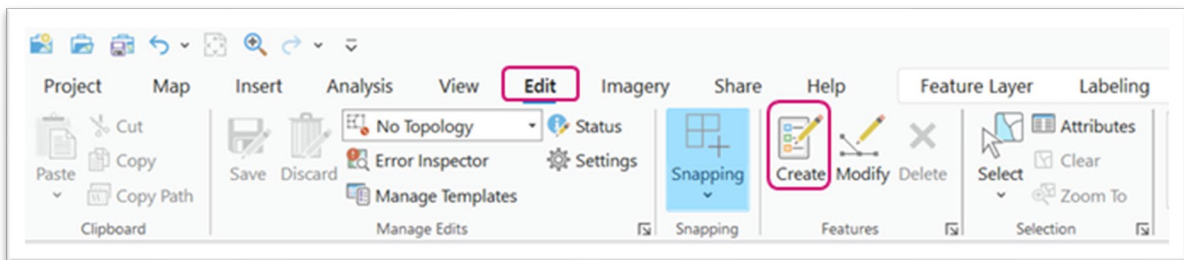 Project Map Insert Analysis View Edit Imagery Share Help Feature Layer Labeling
Cut
Copy
Copy Path
Paste
Clipboard
Save
Discard
No Topology
Error Inspector
Manage Templates
Status
Settings
Manage Edits
Snapping
Snapping
Create
Modify
Delete
Features
Select
Attributes
Clear
Zoom To
Selection